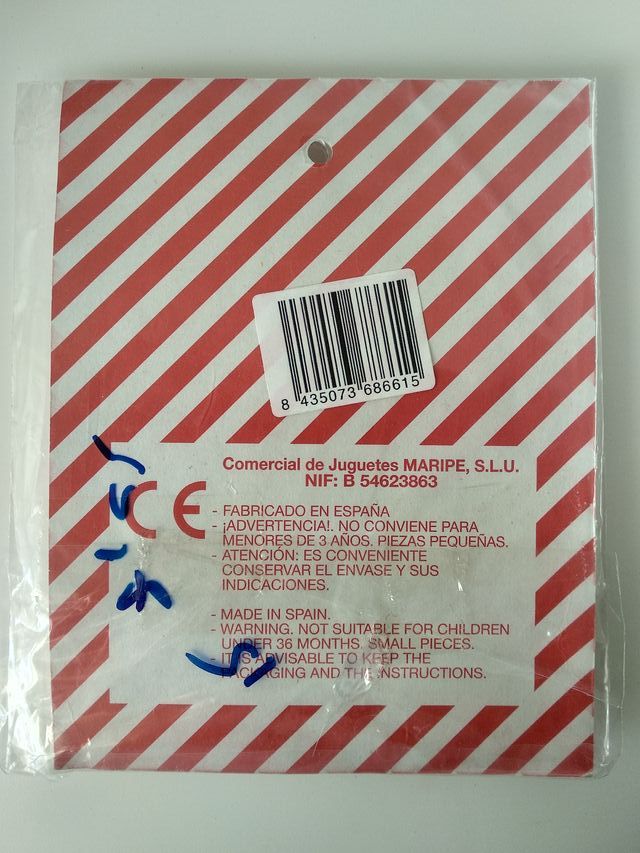 8 435073 686615
Comercial de Juguetes MARIPE, S.L.U.
NIF: B 54623863
CE
- FABRICADO EN ESPAÑA
- ¡ADVERTENCIA!. NO CONVIENE PARA
MENORES DE 3 AÑOS. PIEZAS PEQUEÑAS.
- ATENCIÓN: ES CONVENIENTE
CONSERVAR EL ENVASE Y SUS
INDICACIONES.
- MADE IN SPAIN.
- WARNING. NOT SUITABLE FOR CHILDREN
UNDER 36 MONTHS. SMALL PIECES.
- IT IS ADVISABLE TO KEEP THE
PACKAGING AND THE INSTRUCTIONS.